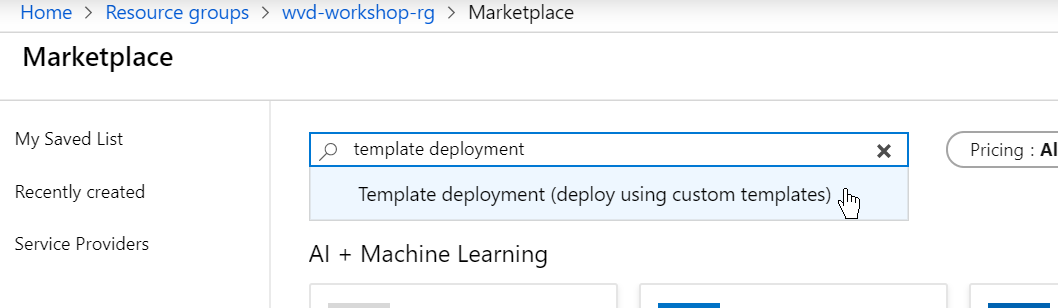 Home > Resource groups > wvd-workshop-rg > Marketplace
Marketplace
My Saved List
Recently created
Service Providers
template deployment
Pricing : Al
Template deployment (deploy using custom templates)
AI + Machine Learning